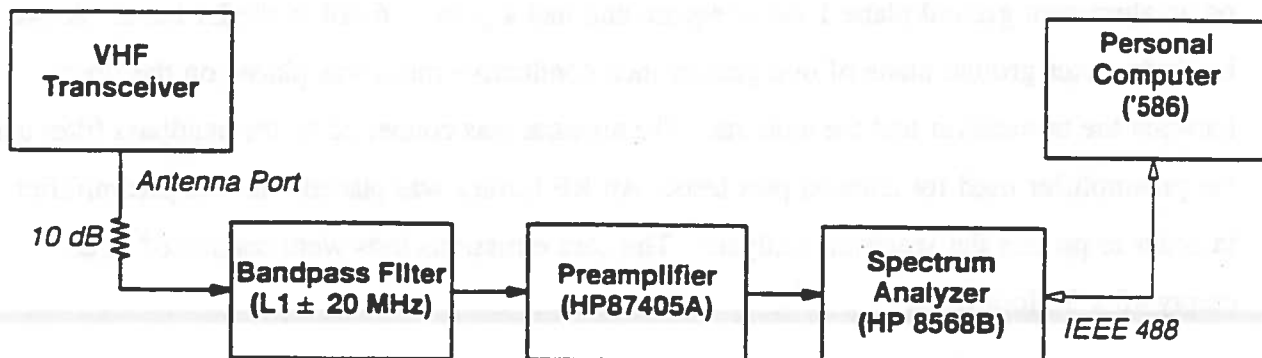 VHF
Transceiver
Personal
Computer
('586)
Antenna Port
10 dB
Bandpass Filter
(L1 ± 20 MHz)
Preamplifier
(HP87405A)
Spectrum
Analyzer
(HP 8568B)
IEEE 488